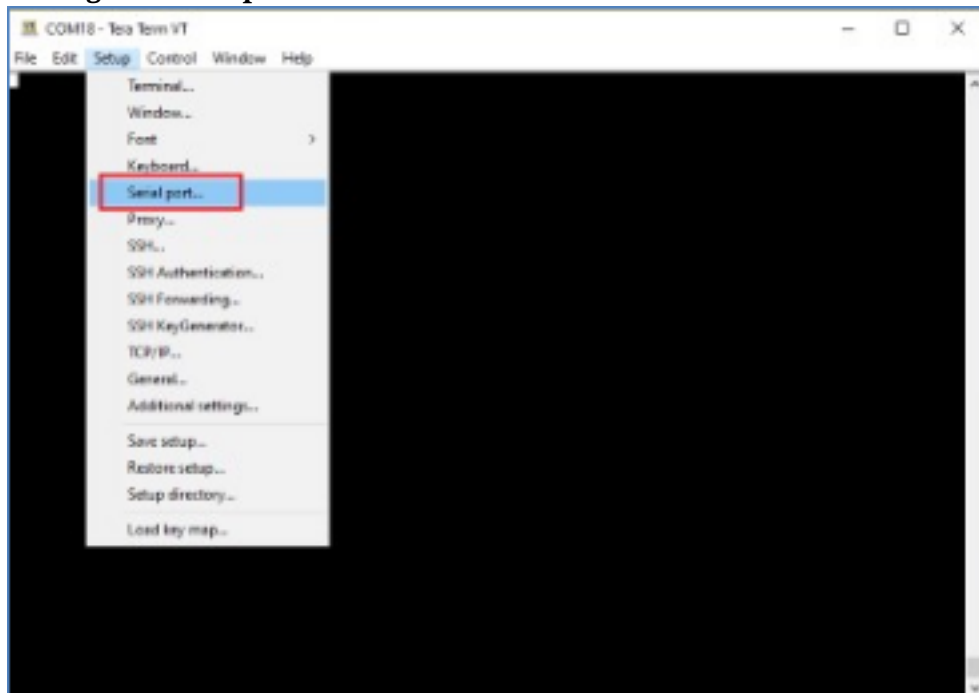 COM18 - Tera Term VT
File Edit Setup Control Window Help
Terminal...
Window...
Font
Keyboard...
Serial port...
Proxy...
SSH...
SSH Authentication...
SSH Forwarding...
SSH KeyGenerator...
TCP/IP...
General...
Additional settings...
Save setup...
Restore setup...
Setup directory...
Load key map...